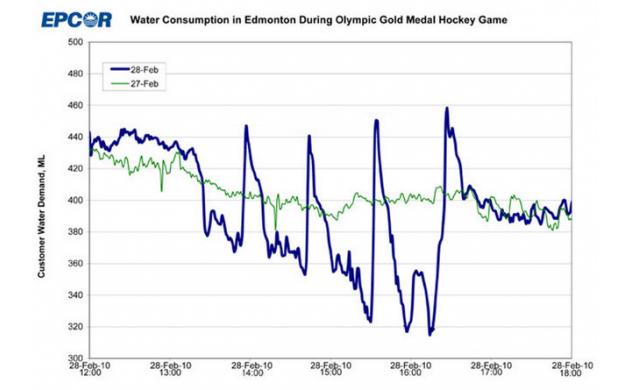 EPCOR
Water Consumption in Edmonton During Olympic Gold Medal Hockey Game
500
480
460
440
420
400
380
360
340
320
300
28-Feb
27-Feb
Customer Water Demand, ML
28-Feb-10
12:00
28-Feb-10
13:00
28-Feb-10
14:00
28-Feb-10
15:00
28-Feb-10
16:00
28-Feb-10
17:00
28-Feb-10
18:00